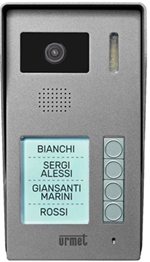 BIANCHI
SERGI
ALESSI
GIANSANTI
MARINI
ROSSI
urmet